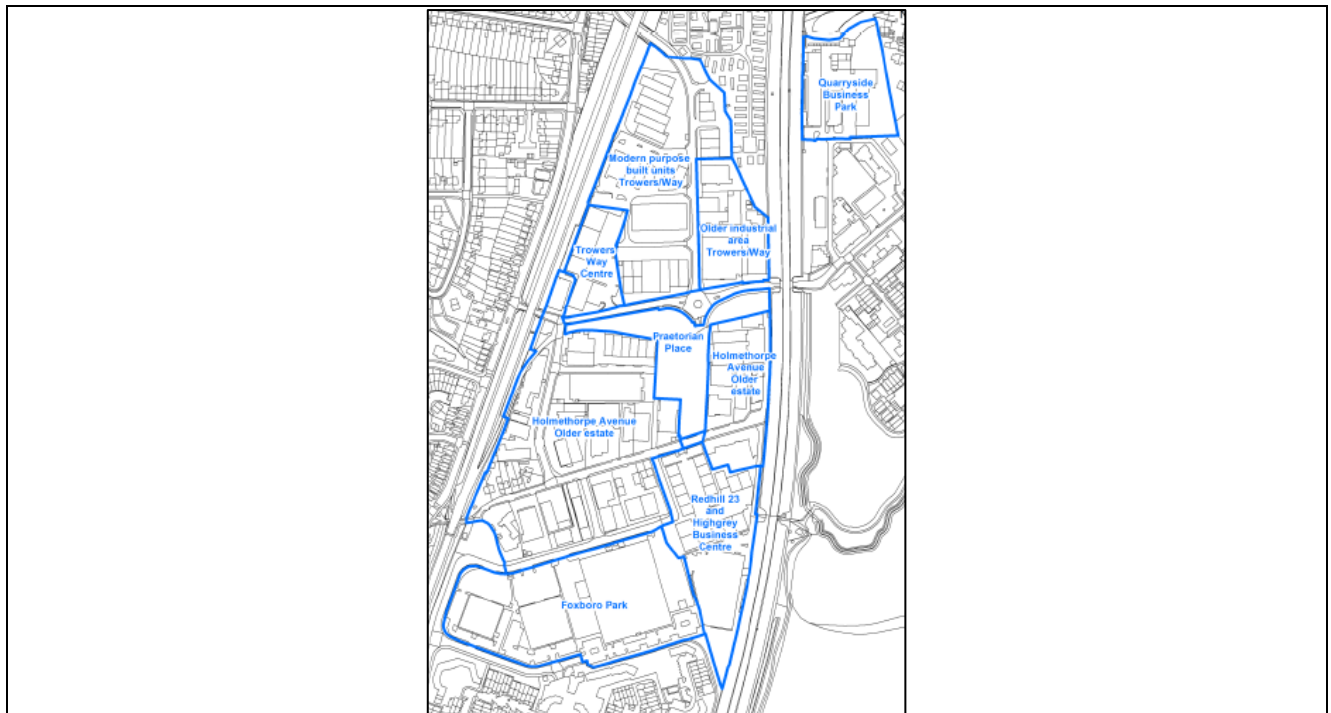 Quarryside
Business
Park
Modern purpose
built units
Trowers/Way
Older industrial
area
Trowers/Way
Trowers
Way
Centre
Praetorian
Place
Holmethorpe
Avenue
Older
estate
Holmethorpe Avenue
Older estate
Redhill 23
and
Highgrey
Business
Centre
Foxboro Park